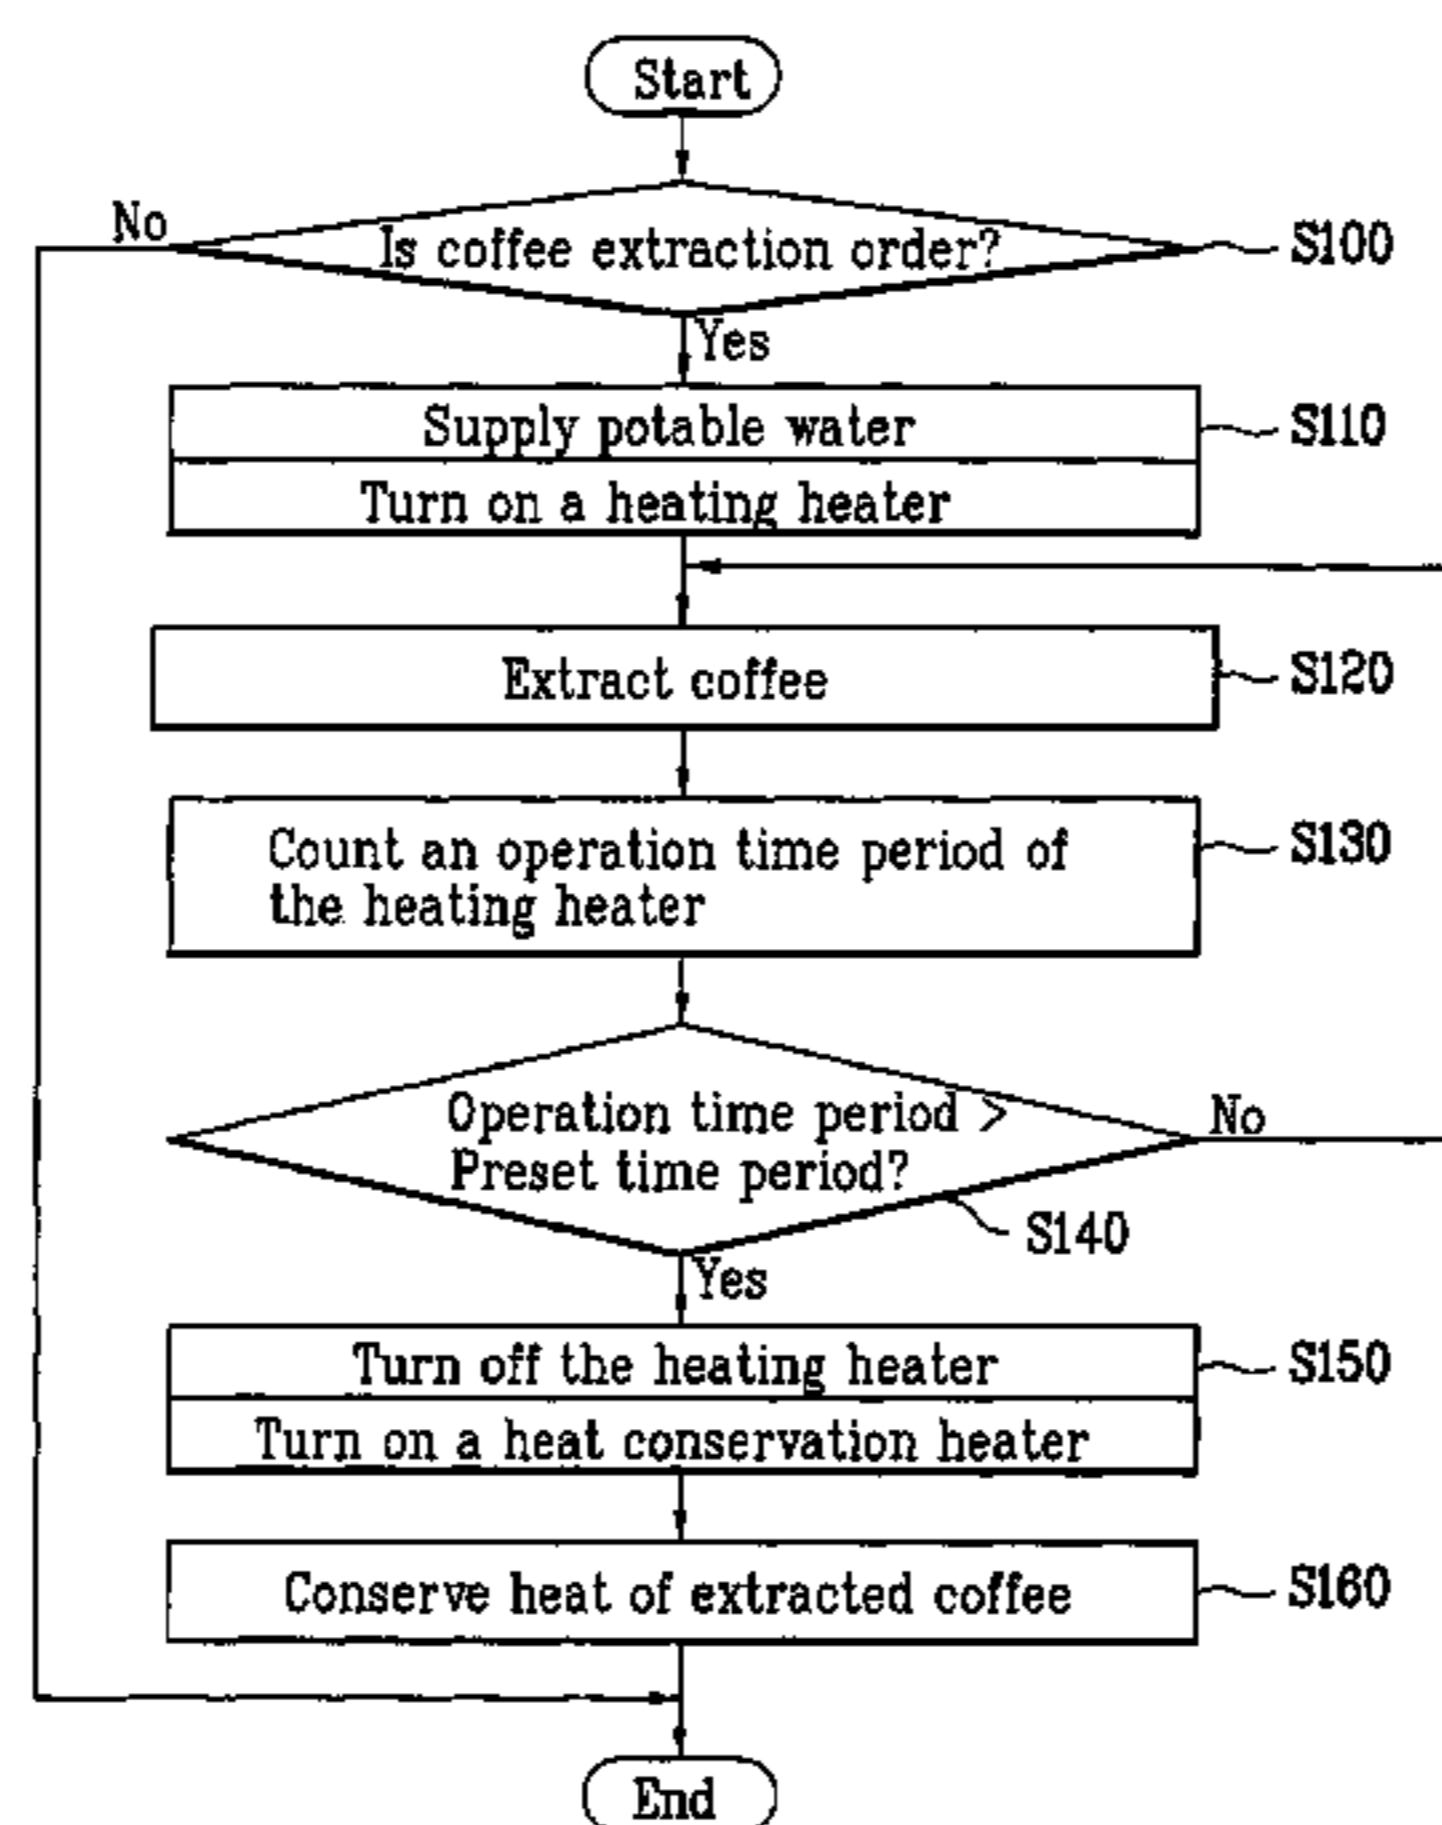 Start
No
Is coffee extraction order?
S100
Yes
Supply potable water
S110
Turn on a heating heater
Extract coffee
S120
Count an operation time period of
the heating heater
S130
Operation time period >
Preset time period?
No
S140
Yes
Turn off the heating heater
S150
Turn on a heat conservation heater
Conserve heat of extracted coffee
S160
End